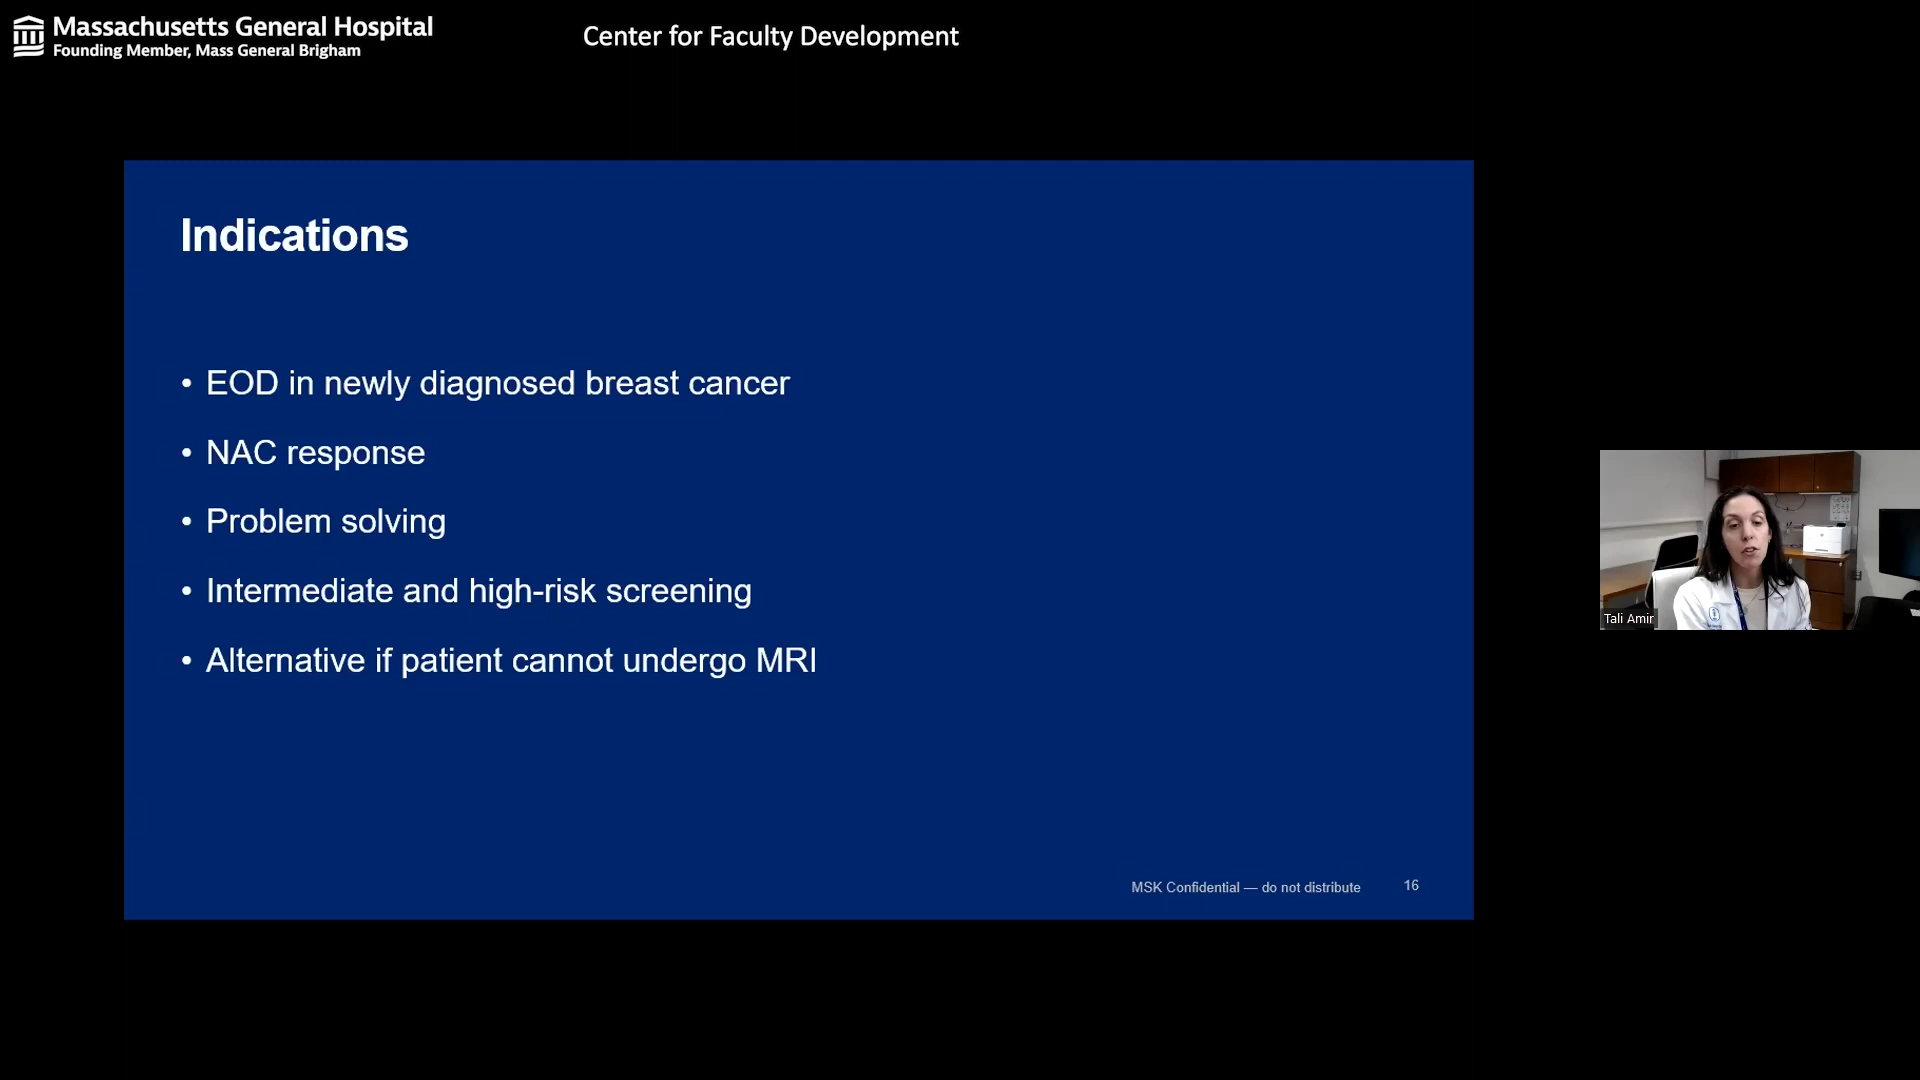 Massachusetts General Hospital
Founding Member, Mass General Brigham
Center for Faculty Development
Indications
• EOD in newly diagnosed breast cancer
• NAC response
• Problem solving
• Intermediate and high-risk screening
• Alternative if patient cannot undergo MRI
MSK Confidential — do not distribute 16
Tali Amir